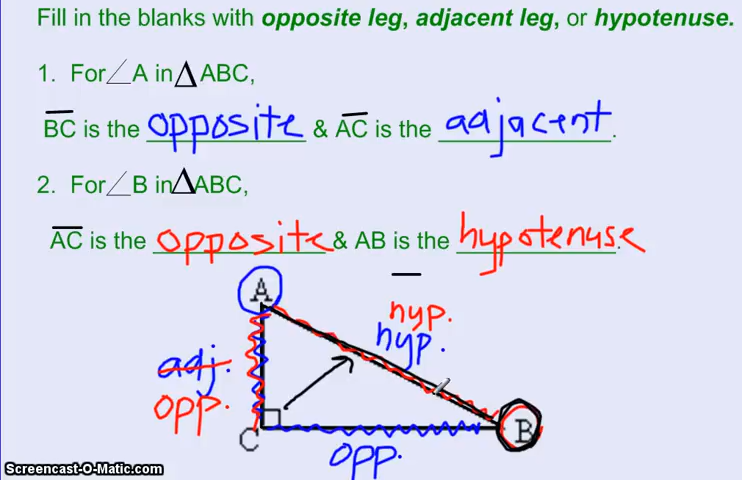 Fill in the blanks with opposite leg, adjacent leg, or hypotenuse.
1. For ∠A in △ABC,
BC is the opposite & AC is the adjacent.
2. For ∠B in △ABC,
AC is the opposite & AB is the hypotenuse.
A
hyp.
hyp.
adj.
opp.
C
B
opp.
Screencast-O-Matic.com